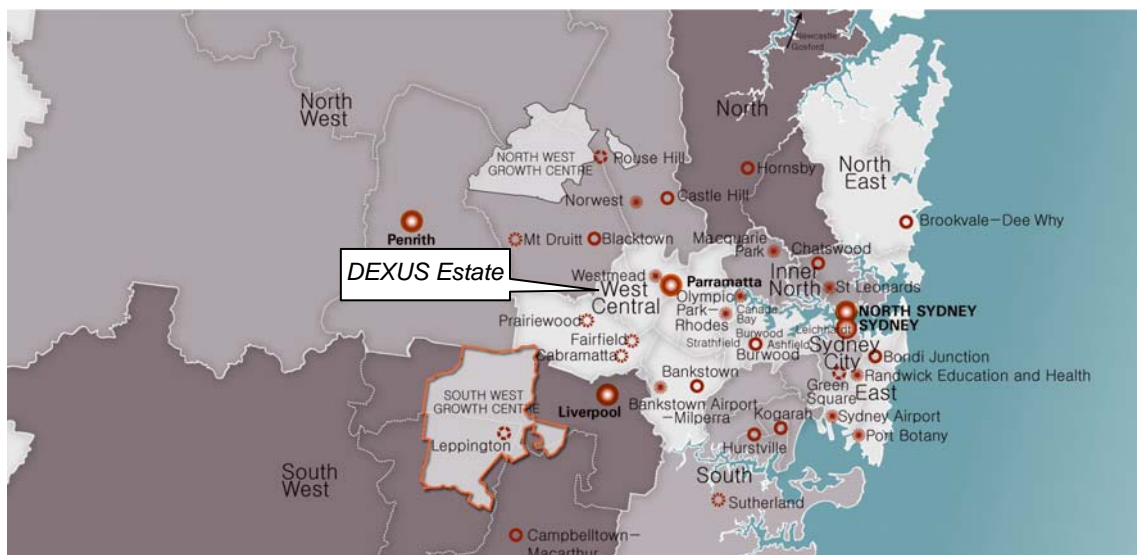 Newcastle
Gosford
North
West
North
NORTH WEST
GROWTH CENTRE
Rouse Hill
Hornsby
North
East
Norwest
Castle Hill
Brookvale–Dee Why
Penrith
Mt Druitt
Blacktown
Macquarie
Park
Chatswood
DEXUS Estate
Westmead
Parramatta
Inner
North
St Leonards
West
Central
Olympic
Park–
Rhodes
Canada
Bay
NORTH SYDNEY
SYDNEY
Prairiewood
Fairfield
Cabramatta
Strathfield
Burwood
Burwood
Ashfield
Leichhardt
Sydney
City
Bondi Junction
SOUTH WEST
GROWTH CENTRE
Liverpool
Bankstown
Bankstown Airport
–Milperra
Green
Square
East
Randwick Education and Health
Leppington
Kogarah
Hurstville
Sydney Airport
Port Botany
South
West
South
Sutherland
Campbelltown–
Macarthur